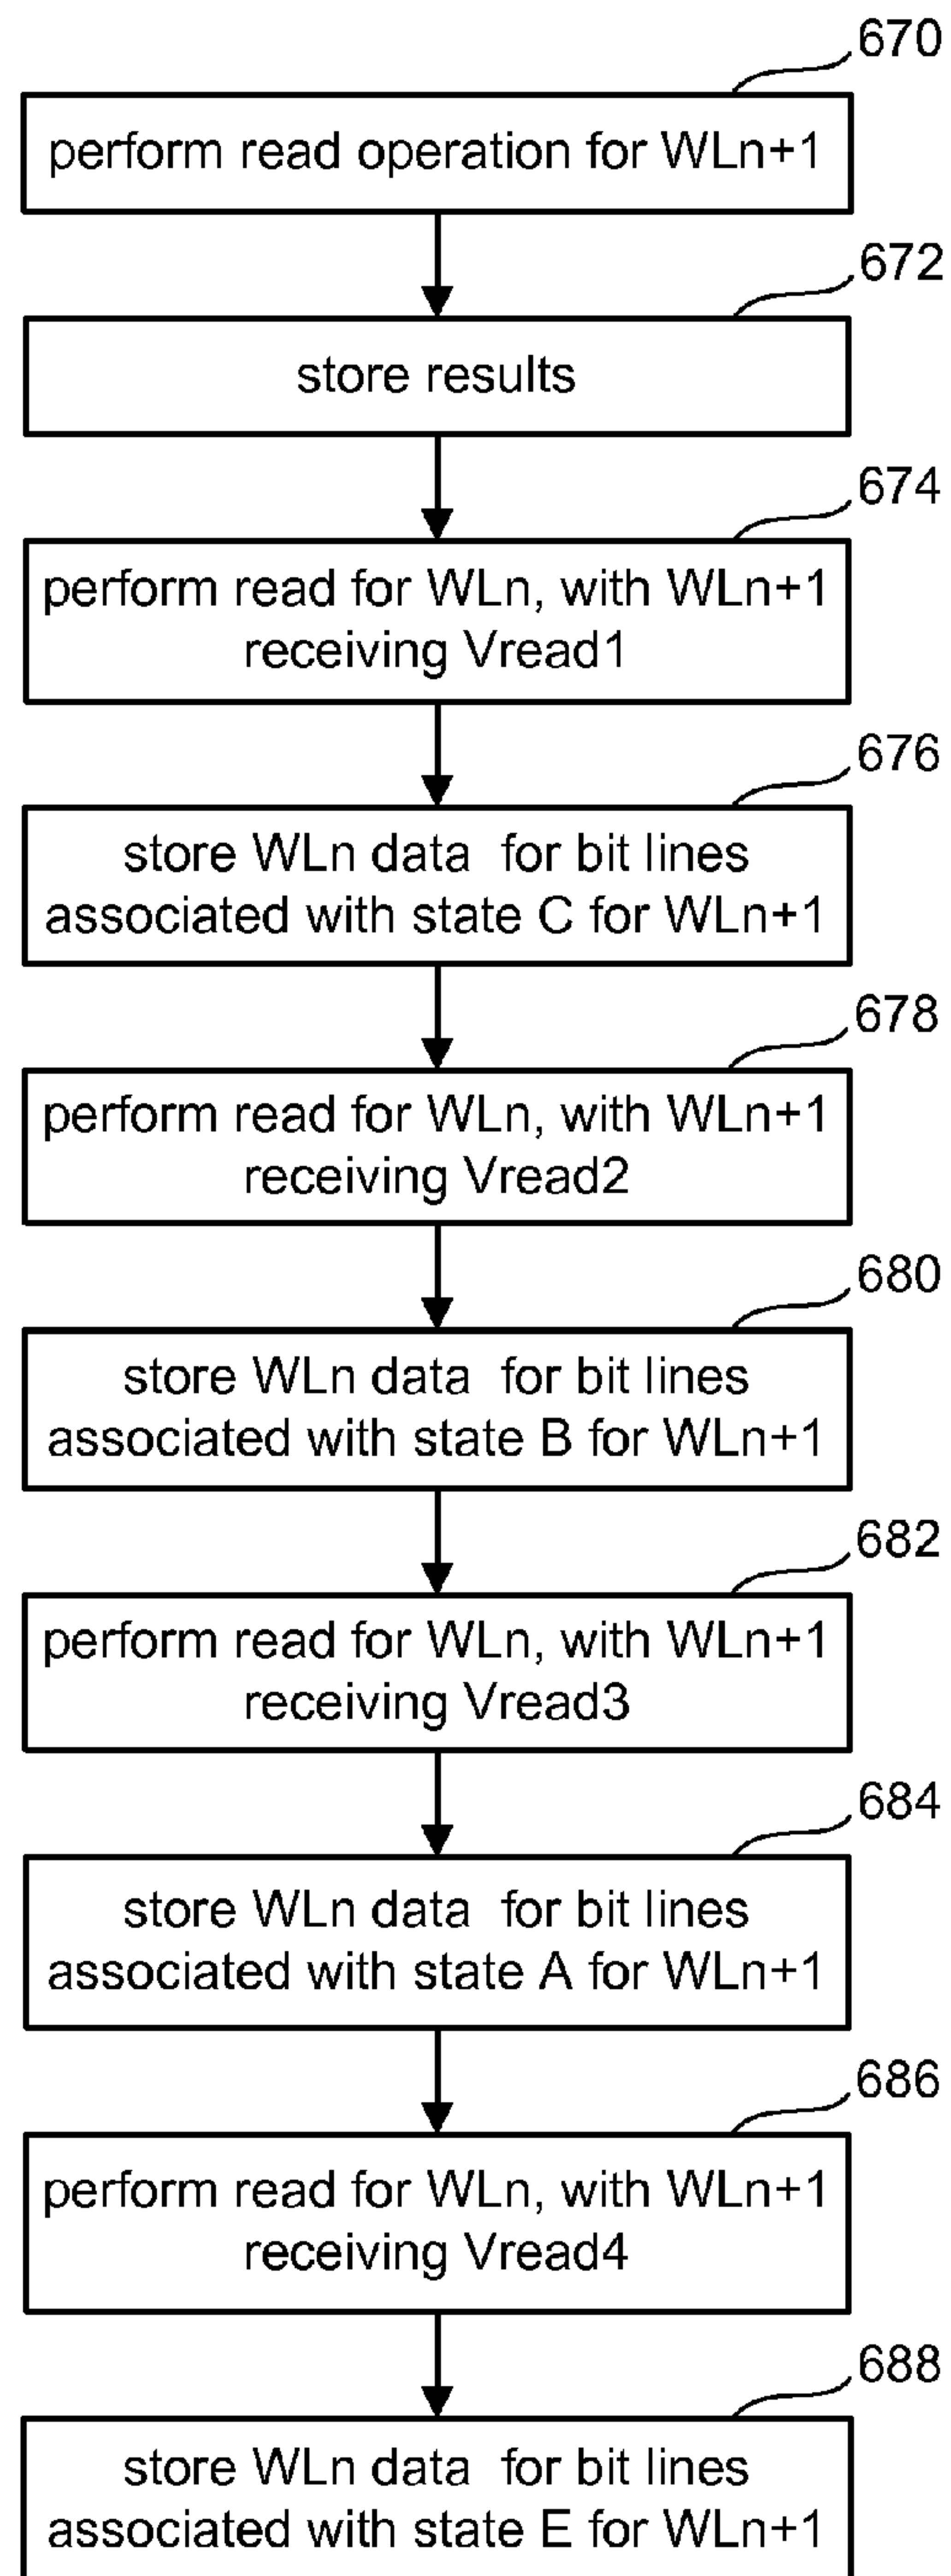 670
perform read operation for WLn+1
672
store results
674
perform read for WLn, with WLn+1
receiving Vread1
676
store WLn data for bit lines
associated with state C for WLn+1
678
perform read for WLn, with WLn+1
receiving Vread2
680
store WLn data for bit lines
associated with state B for WLn+1
682
perform read for WLn, with WLn+1
receiving Vread3
684
store WLn data for bit lines
associated with state A for WLn+1
686
perform read for WLn, with WLn+1
receiving Vread4
688
store WLn data for bit lines
associated with state E for WLn+1